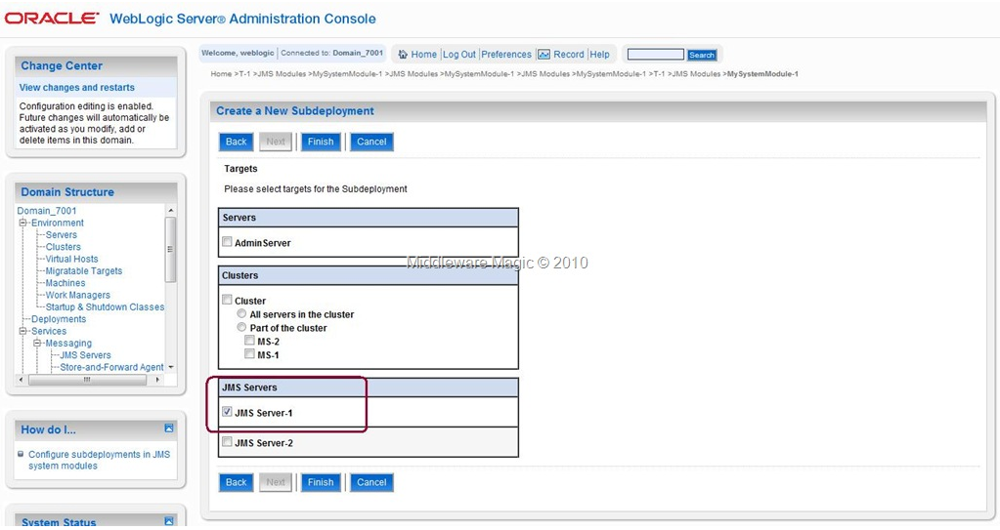 ORACLE® WebLogic Server® Administration Console
Change Center
View changes and restarts
Configuration editing is enabled.
Future changes will automatically be
activated as you modify, add or
delete items in this domain.
Domain Structure
Domain_7001
Environment
Servers
Clusters
Virtual Hosts
Migratable Targets
Machines
Work Managers
Startup & Shutdown Classes
Deployments
Services
Messaging
JMS Servers
Store-and-Forward Agent
How do I...
Configure subdeployments in JMS
system modules
System Status
Welcome, weblogic Connected to: Domain_7001 Home Log Out Preferences Record Help Search
Home >T-1 >JMS Modules >MySystemModule-1 >JMS Modules >MySystemModule-1 >JMS Modules >MySystemModule-1 >T-1 >JMS Modules >MySystemModule-1
Create a New Subdeployment
Back Next Finish Cancel
Targets
Please select targets for the Subdeployment
Servers
AdminServer
Middleware Magic © 2010
Clusters
Cluster
All servers in the cluster
Part of the cluster
MS-2
MS-1
JMS Servers
JMS Server-1
JMS Server-2
Back Next Finish Cancel